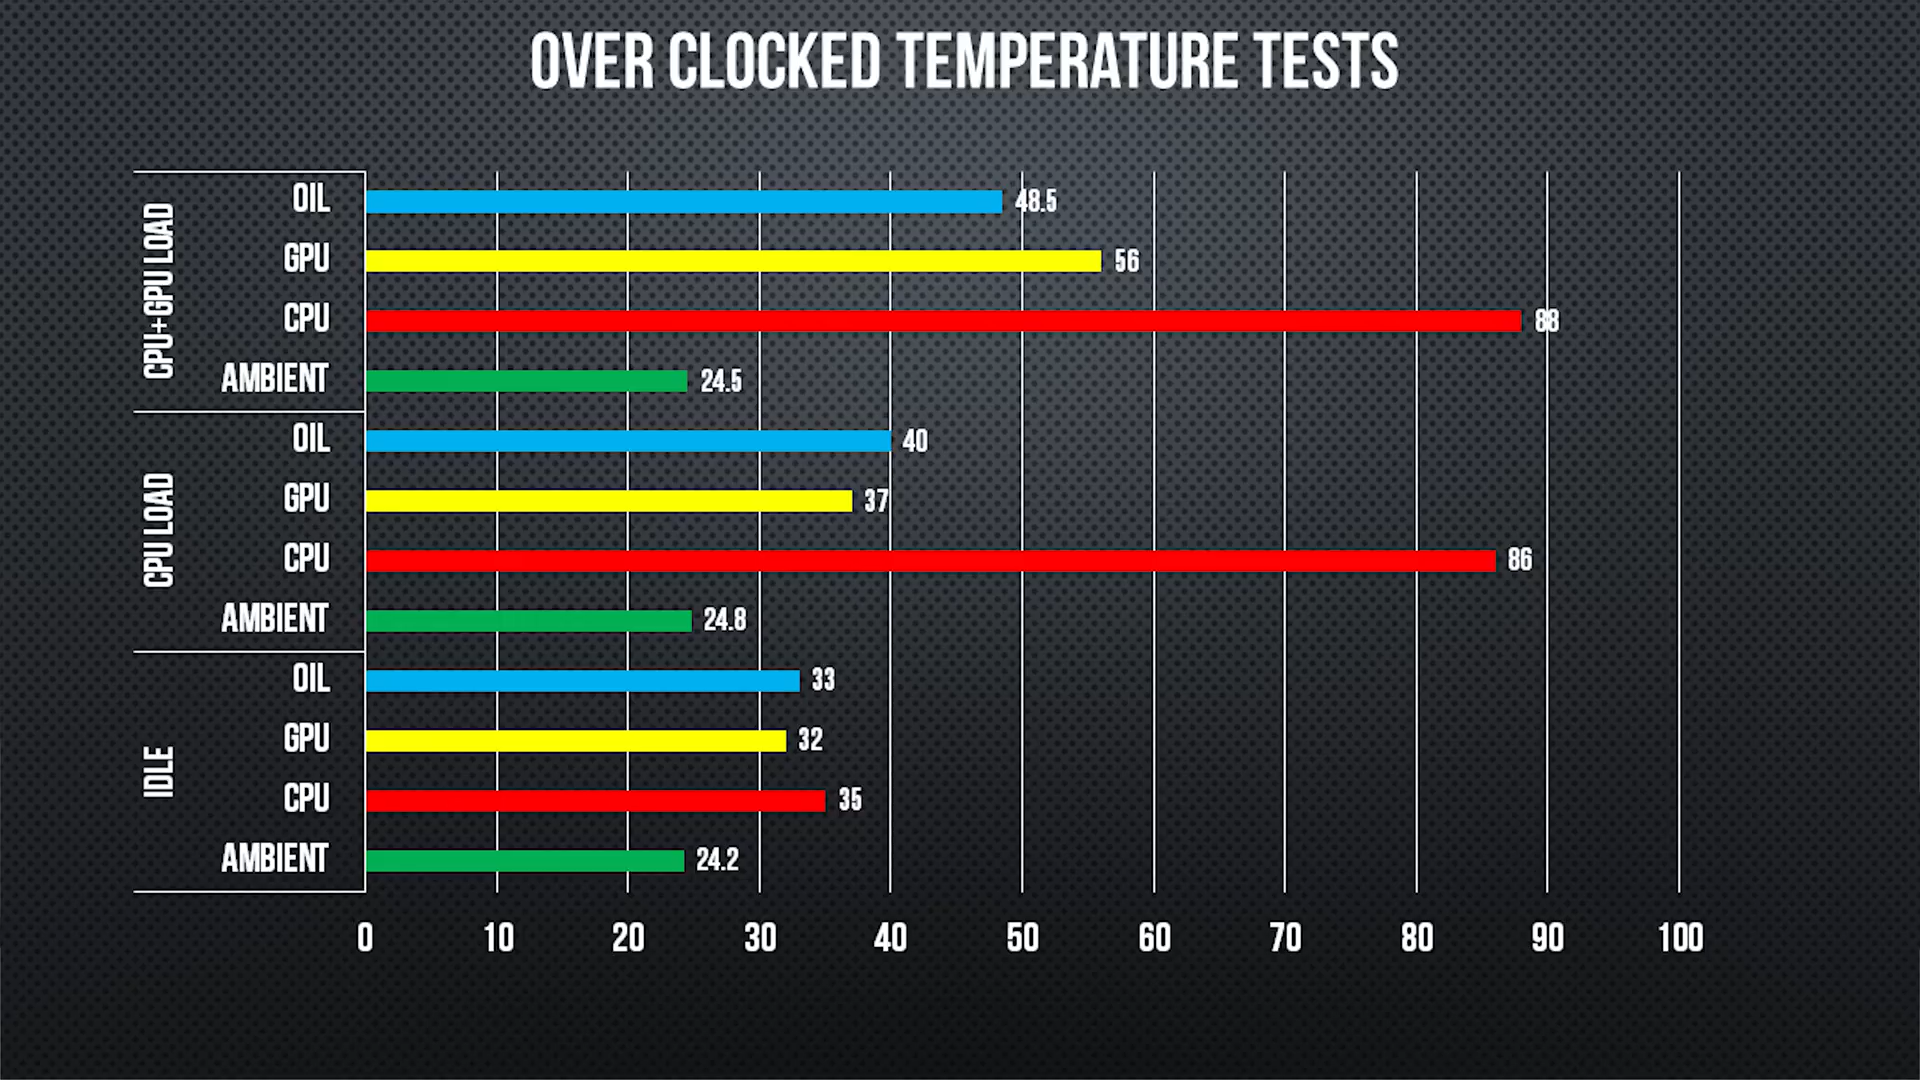 OVER CLOCKED TEMPERATURE TESTS
CPU+GPU LOAD
OIL 48.5
GPU 56
CPU 88
AMBIENT 24.5
CPU LOAD
OIL 40
GPU 37
CPU 86
AMBIENT 24.8
IDLE
OIL 33
GPU 32
CPU 35
AMBIENT 24.2
0 10 20 30 40 50 60 70 80 90 100